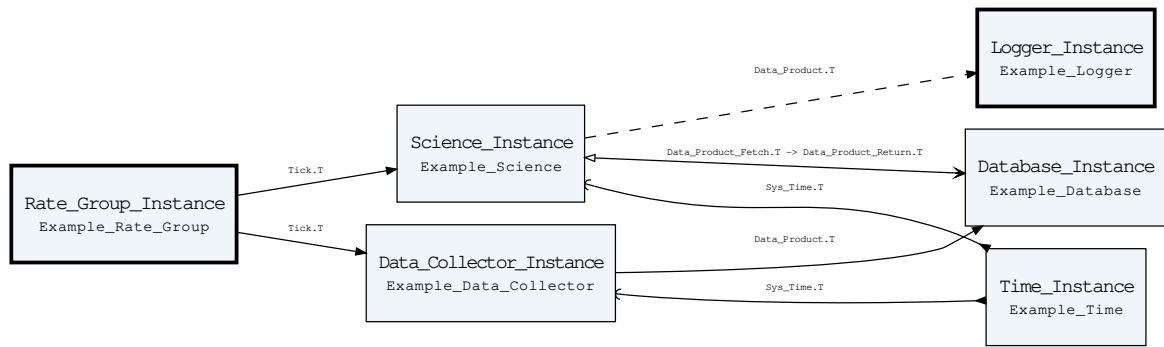 Logger_Instance
Example_Logger
Data_Product.T
Science_Instance
Example_Science
Data_Product_Fetch.T -> Data_Product_Return.T
Database_Instance
Example_Database
Tick.T
Sys_Time.T
Rate_Group_Instance
Example_Rate_Group
Tick.T
Data_Product.T
Data_Collector_Instance
Example_Data_Collector
Sys_Time.T
Time_Instance
Example_Time